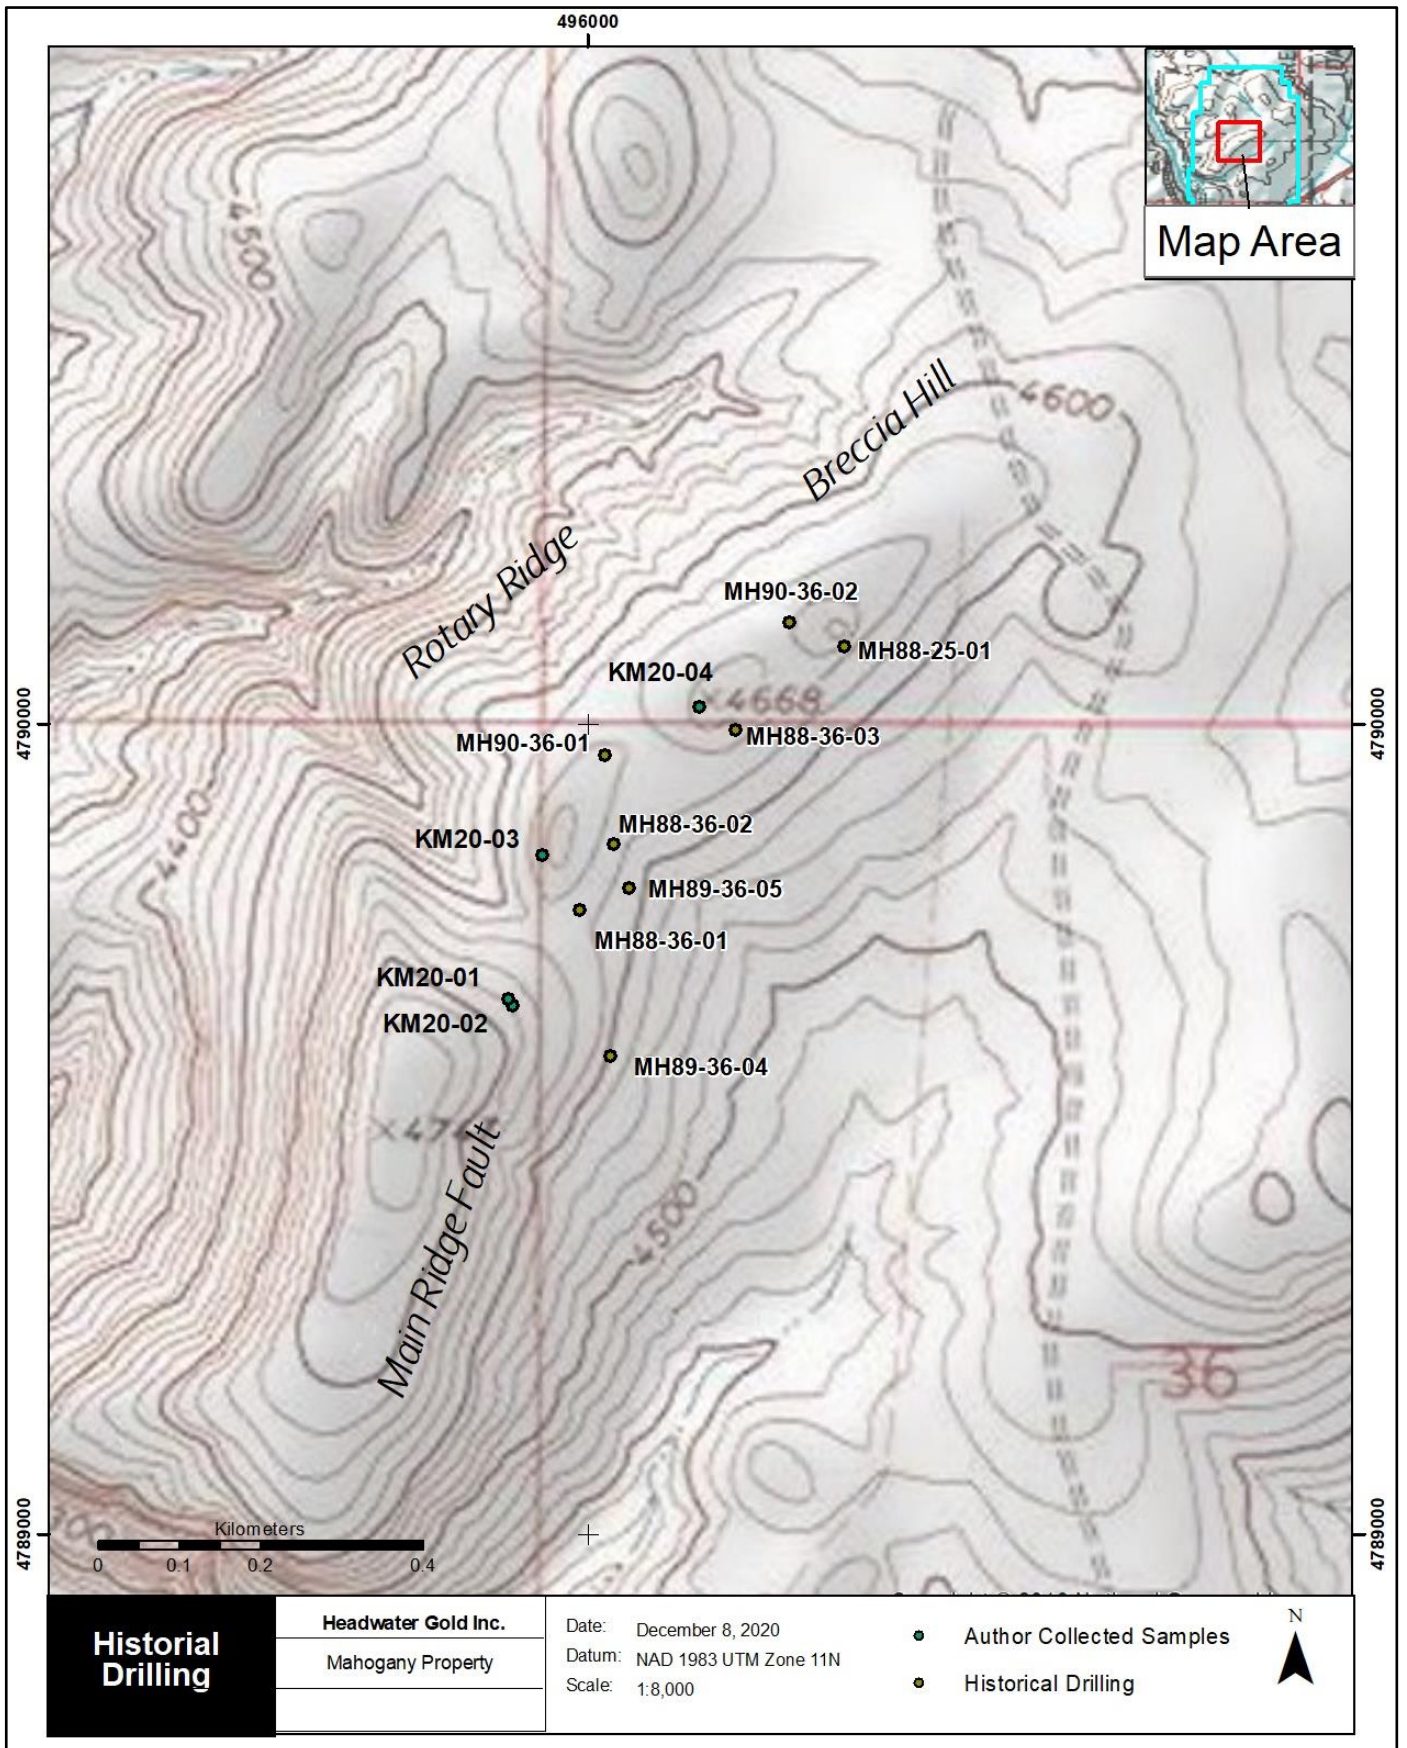 496000
4500
Map Area
4600
Breccia Hill
Rotary Ridge
MH90-36-02
MH88-25-01
KM20-04
×4668
4790000
4790000
MH88-36-03
MH90-36-01
4400
MH88-36-02
KM20-03
MH89-36-05
MH88-36-01
KM20-01
KM20-02
MH89-36-04
Main Ridge Fault
4500
36
4789000
4789000
Kilometers
0 0.1 0.2 0.4
Historial
Drilling
Headwater Gold Inc.
Mahogany Property
Date: December 8, 2020
Datum: NAD 1983 UTM Zone 11N
Scale: 1:8,000
Author Collected Samples
Historical Drilling
N